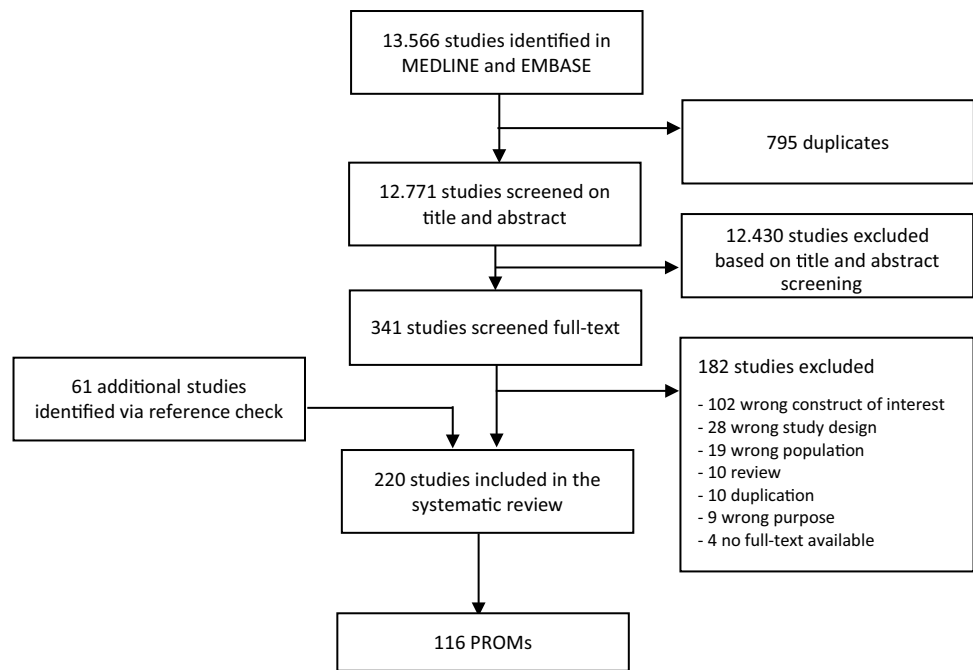 13.566 studies identified in
MEDLINE and EMBASE
795 duplicates
12.771 studies screened on
title and abstract
12.430 studies excluded
based on title and abstract
screening
341 studies screened full-text
61 additional studies
identified via reference check
182 studies excluded
- 102 wrong construct of interest
- 28 wrong study design
- 19 wrong population
- 10 review
- 10 duplication
- 9 wrong purpose
- 4 no full-text available
220 studies included in the
systematic review
116 PROMs